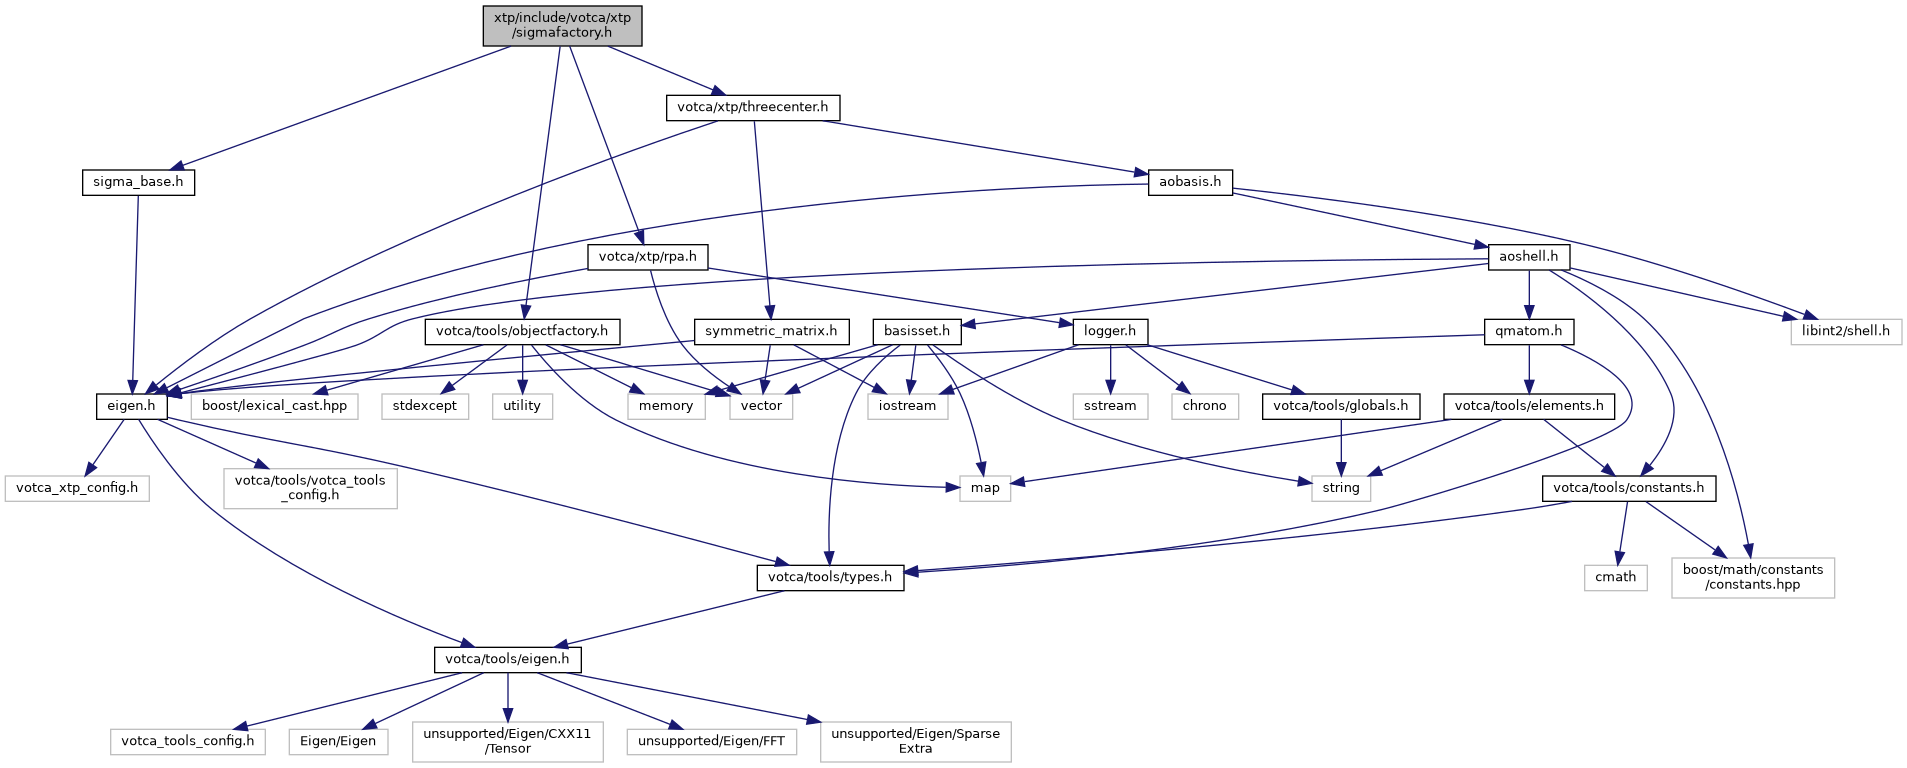 xtp/include/votca/xtp
/sigmafactory.h
votca/xtp/threecenter.h
sigma_base.h
aobasis.h
votca/xtp/rpa.h
aoshell.h
votca/tools/objectfactory.h
symmetric_matrix.h
basisset.h
logger.h
qmatom.h
libint2/shell.h
eigen.h
boost/lexical_cast.hpp
stdexcept
utility
memory
vector
iostream
sstream
chrono
votca/tools/globals.h
votca/tools/elements.h
votca_xtp_config.h
votca/tools/votca_tools
_config.h
map
string
votca/tools/constants.h
votca/tools/types.h
cmath
boost/math/constants
/constants.hpp
votca/tools/eigen.h
votca_tools_config.h
Eigen/Eigen
unsupported/Eigen/CXX11
/Tensor
unsupported/Eigen/FFT
unsupported/Eigen/Sparse
Extra